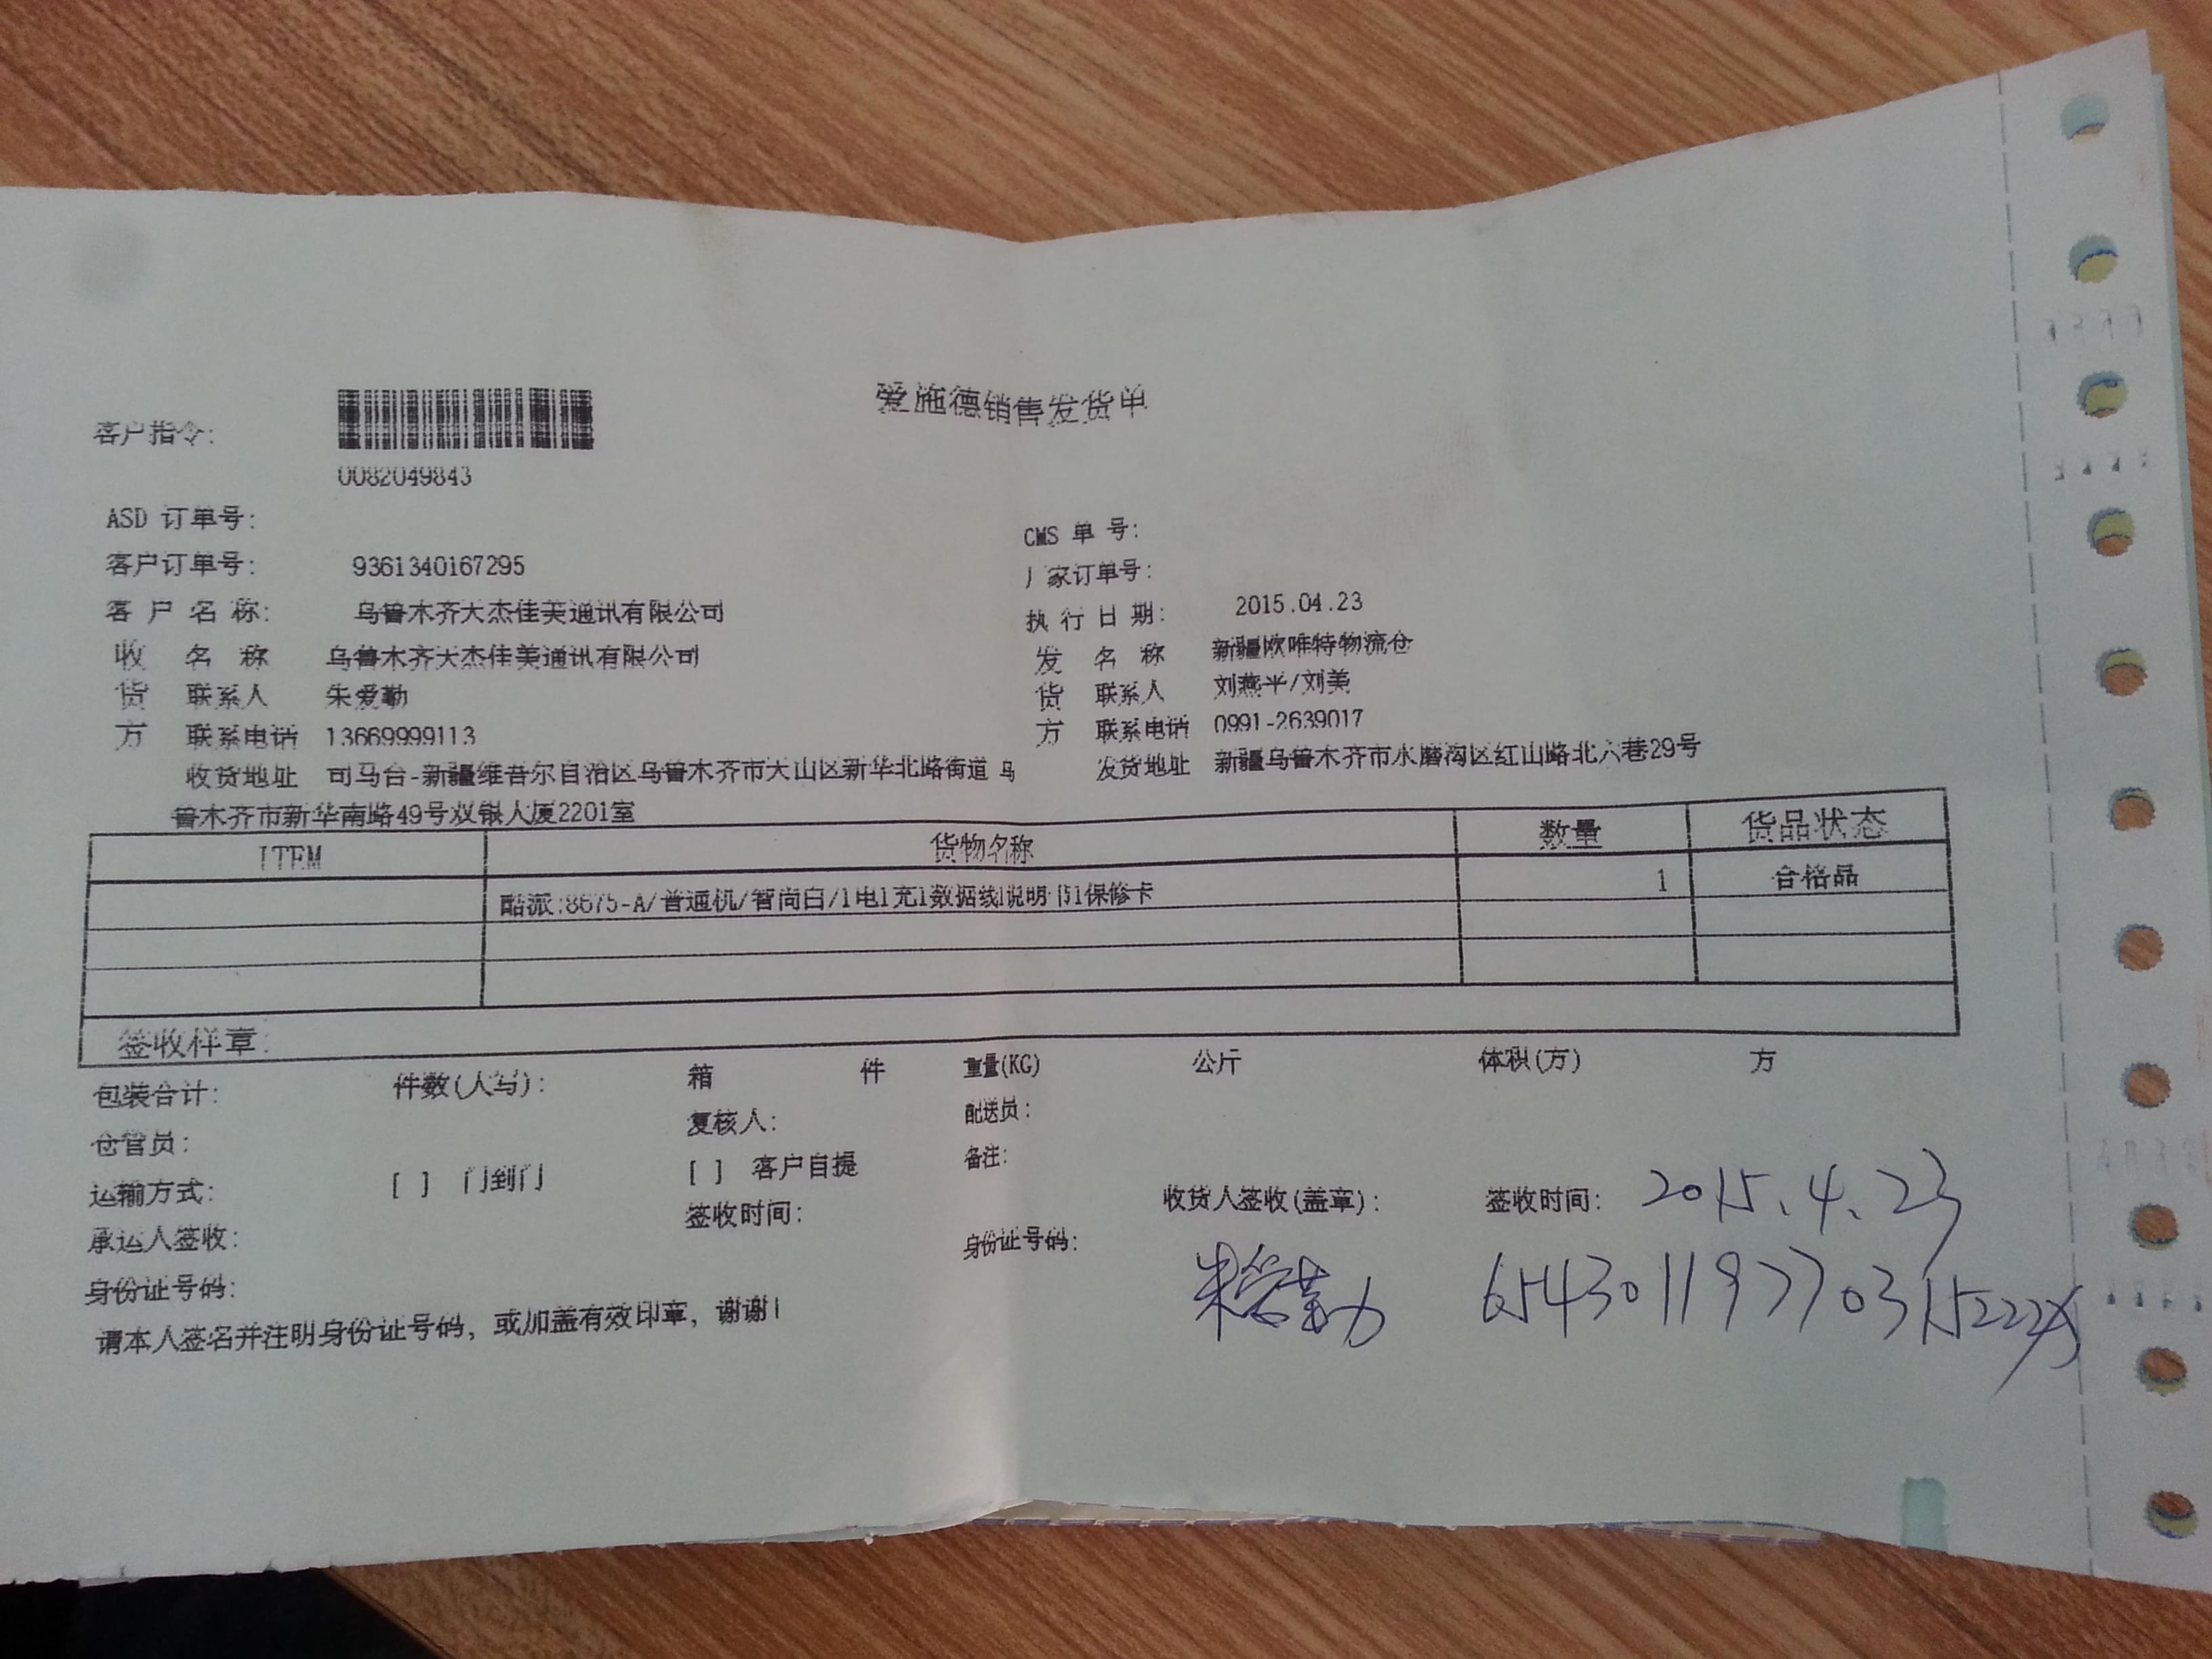 爱施德销售发货单
客户指令:
0082049843
ASD 订单号:
CMS 单 号:
客户订单号: 9361340167295
厂家订单号:
客 户 名 称: 乌鲁木齐大杰佳美通讯有限公司
执 行 日 期: 2015.04.23
收 名 称 乌鲁木齐大杰佳美通讯有限公司
发 名 称 新疆欧唯特物流仓
货 联系人 朱爱勤
货 联系人 刘燕平/刘美
方 联系电话 13669999113
方 联系电话 0991-2639017
收货地址 司马台-新疆维吾尔自治区乌鲁木齐市天山区新华北路街道 乌
发货地址 新疆乌鲁木齐市水磨沟区红山路北六巷29号
鲁木齐市新华南路49号双银大厦2201室
ITEM 货物名称 数量 货品状态
酷派:8675-A/普通机/智尚白/1电1充1数据线1说明书1保修卡 1 合格品
签收样章:
包装合计: 件数(大写): 箱 件 重量(KG) 公斤 体积(方) 方
仓管员: 复核人: 配送员:
运输方式: [ ] 门到门 [ ] 客户自提 备注:
承运人签收: 签收时间: 收货人签收(盖章): 签收时间: 2015.4.23
身份证号码: 身份证号码: 朱爱勤
请本人签名并注明身份证号码, 或加盖有效印章, 谢谢!